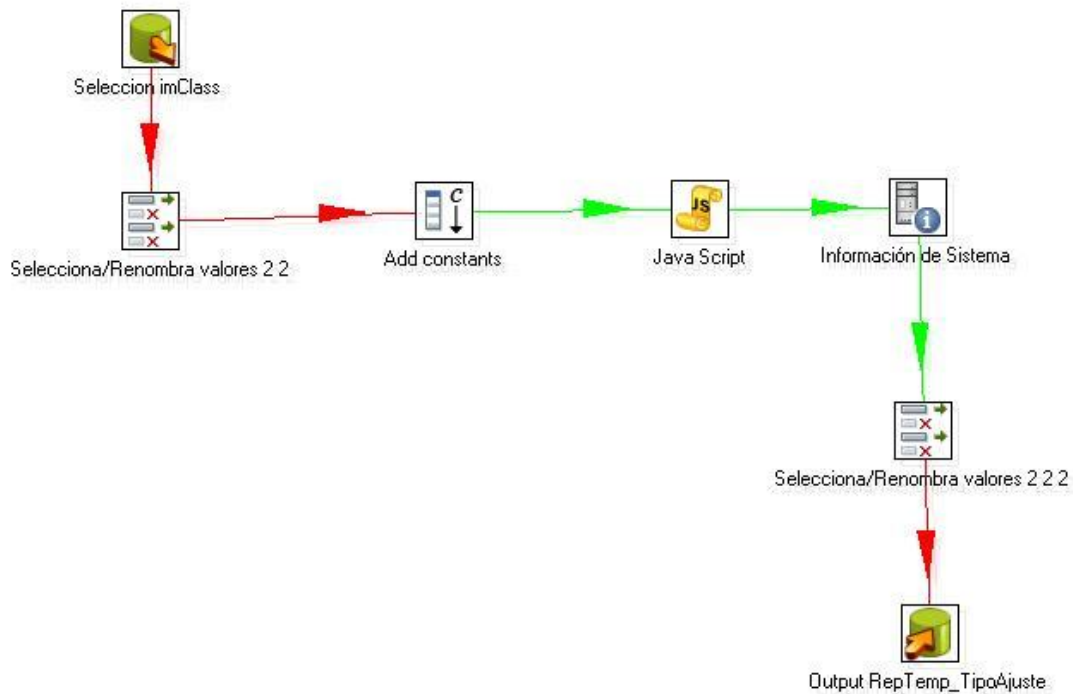 Seleccion imClass
Selecciona/Renombra valores 2 2
C
Add constants
JS
Java Script
Información de Sistema
Selecciona/Renombra valores 2 2 2
Output RepTemp_TipoAjuste